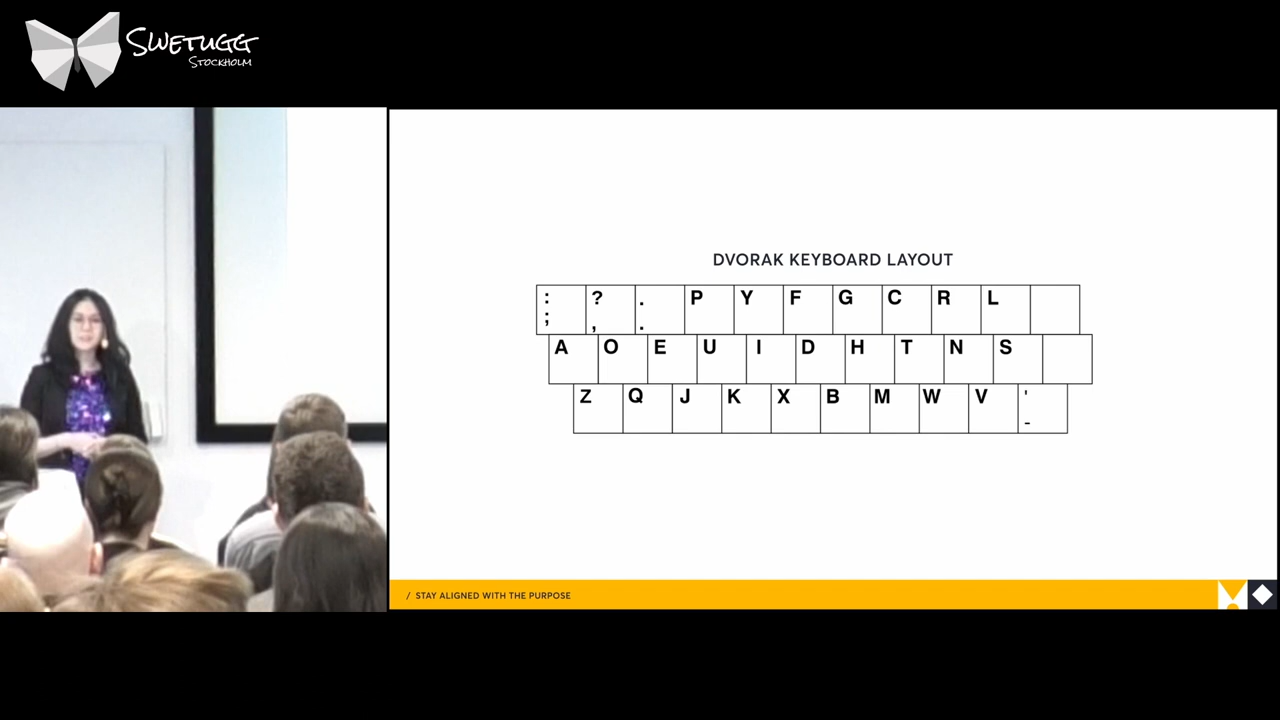 SWETUGG
STOCKHOLM
DVORAK KEYBOARD LAYOUT
: ? . P Y F G C R L
; , .
A O E U I D H T N S
Z Q J K X B M W V '
-
/ STAY ALIGNED WITH THE PURPOSE